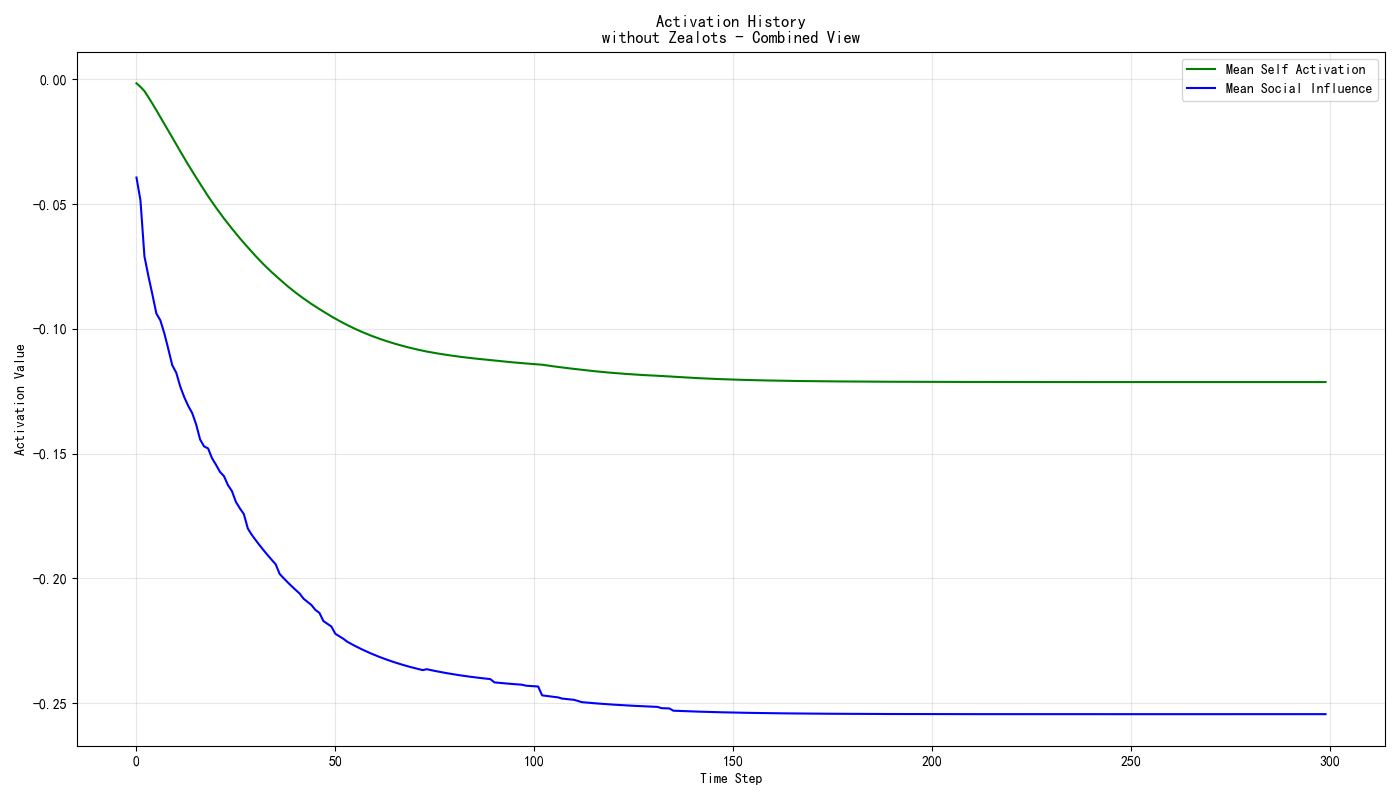 Activation History
without Zealots - Combined View
Mean Self Activation
Mean Social Influence
Activation Value
0.00
-0.05
-0.10
-0.15
-0.20
-0.25
0
50
100
150
200
250
300
Time Step